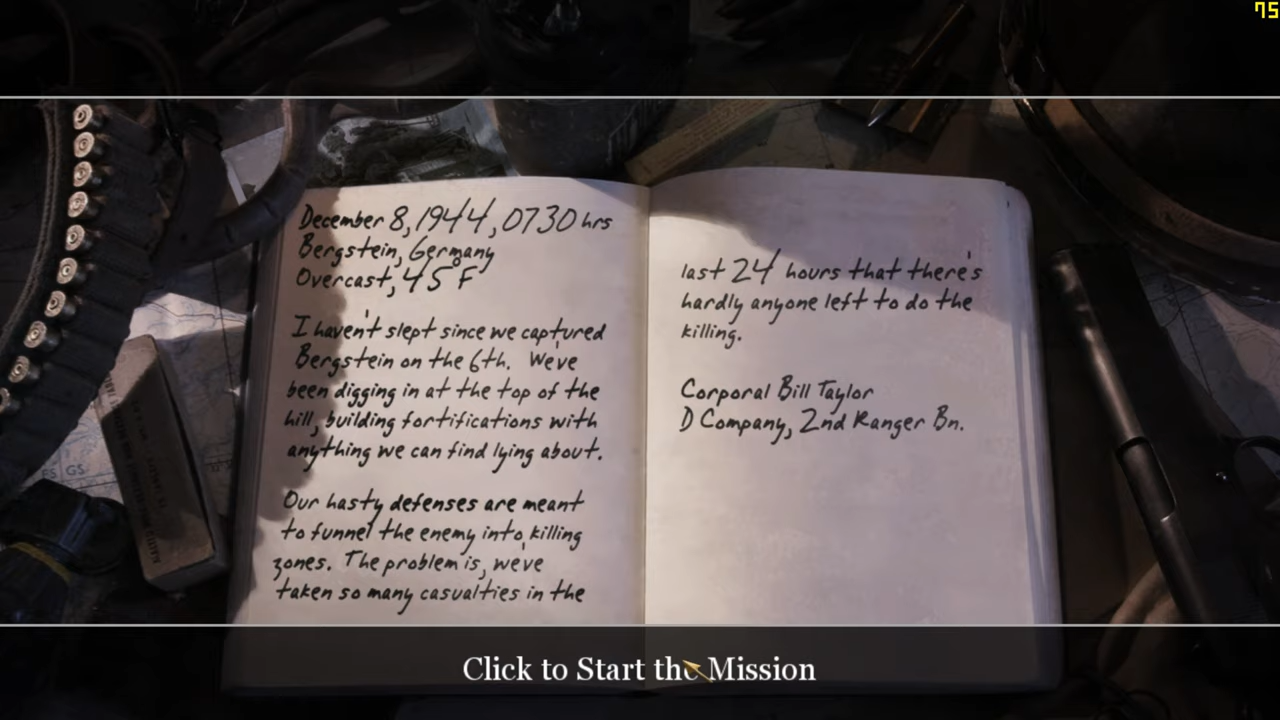 75
December 8, 1944, 0730 hrs
Bergstein, Germany
Overcast, 45 F
I haven't slept since we captured
Bergstein on the 6th. We've
been digging in at the top of the
hill, building fortifications with
anything we can find lying about.
Our hasty defenses are meant
to funnel the enemy into killing
zones. The problem is, we've
taken so many casualties in the
last 24 hours that there's
hardly anyone left to do the
killing.
Corporal Bill Taylor
D Company, 2nd Ranger Bn.
Click to Start the Mission